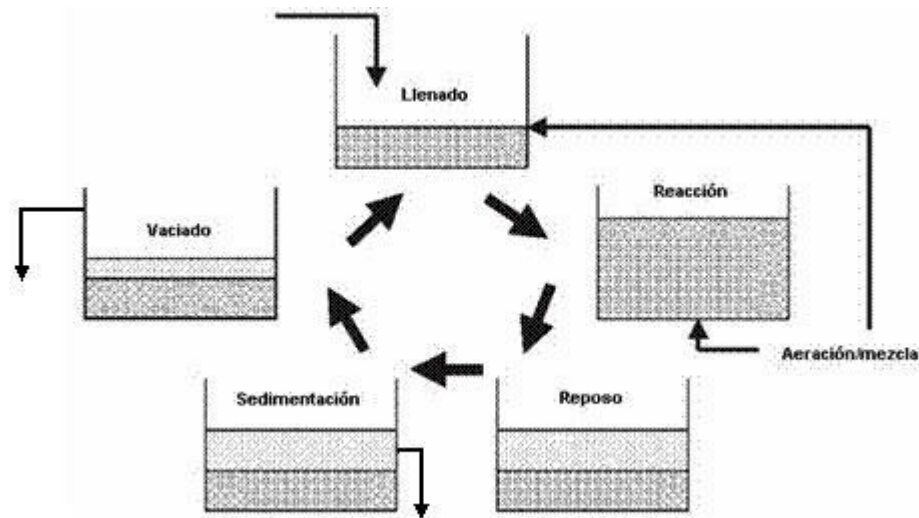 Llenado
Reacción
Vaciado
Aeración/mezcla
Sedimentación
Reposo